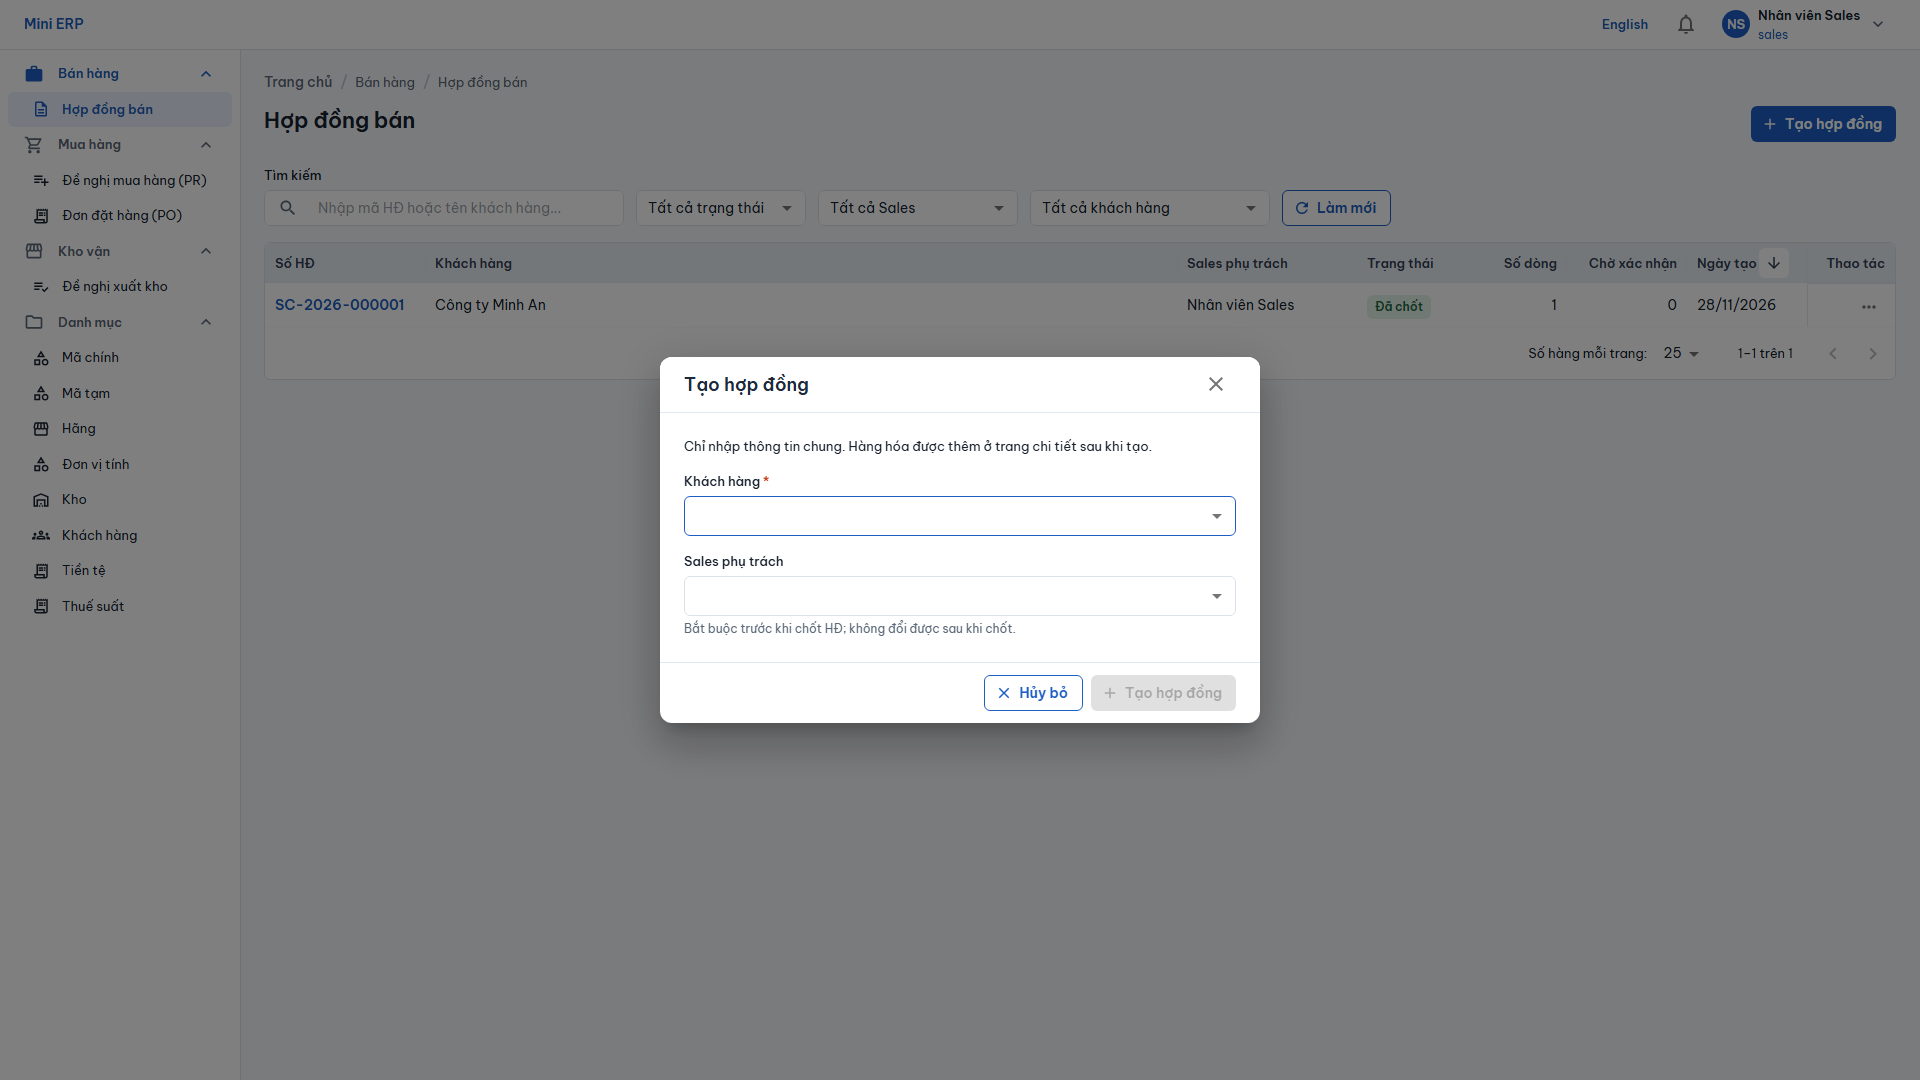 Mini ERP
English
NS
Nhân viên Sales
sales
Bán hàng
Hợp đồng bán
Mua hàng
Đề nghị mua hàng (PR)
Đơn đặt hàng (PO)
Kho vận
Đề nghị xuất kho
Danh mục
Mã chính
Mã tạm
Hãng
Đơn vị tính
Kho
Khách hàng
Tiền tệ
Thuế suất
Trang chủ / Bán hàng / Hợp đồng bán
Hợp đồng bán
+ Tạo hợp đồng
Tìm kiếm
Nhập mã HĐ hoặc tên khách hàng...
Tất cả trạng thái
Tất cả Sales
Tất cả khách hàng
Làm mới
Số HĐ Khách hàng Sales phụ trách Trạng thái Số dòng Chờ xác nhận Ngày tạo Thao tác
SC-2026-000001 Công ty Minh An Nhân viên Sales Đã chốt 1 0 28/11/2026
Số hàng mỗi trang: 25 1–1 trên 1
Tạo hợp đồng
Chỉ nhập thông tin chung. Hàng hóa được thêm ở trang chi tiết sau khi tạo.
Khách hàng *
Sales phụ trách
Bắt buộc trước khi chốt HĐ; không đổi được sau khi chốt.
Hủy bỏ
+ Tạo hợp đồng